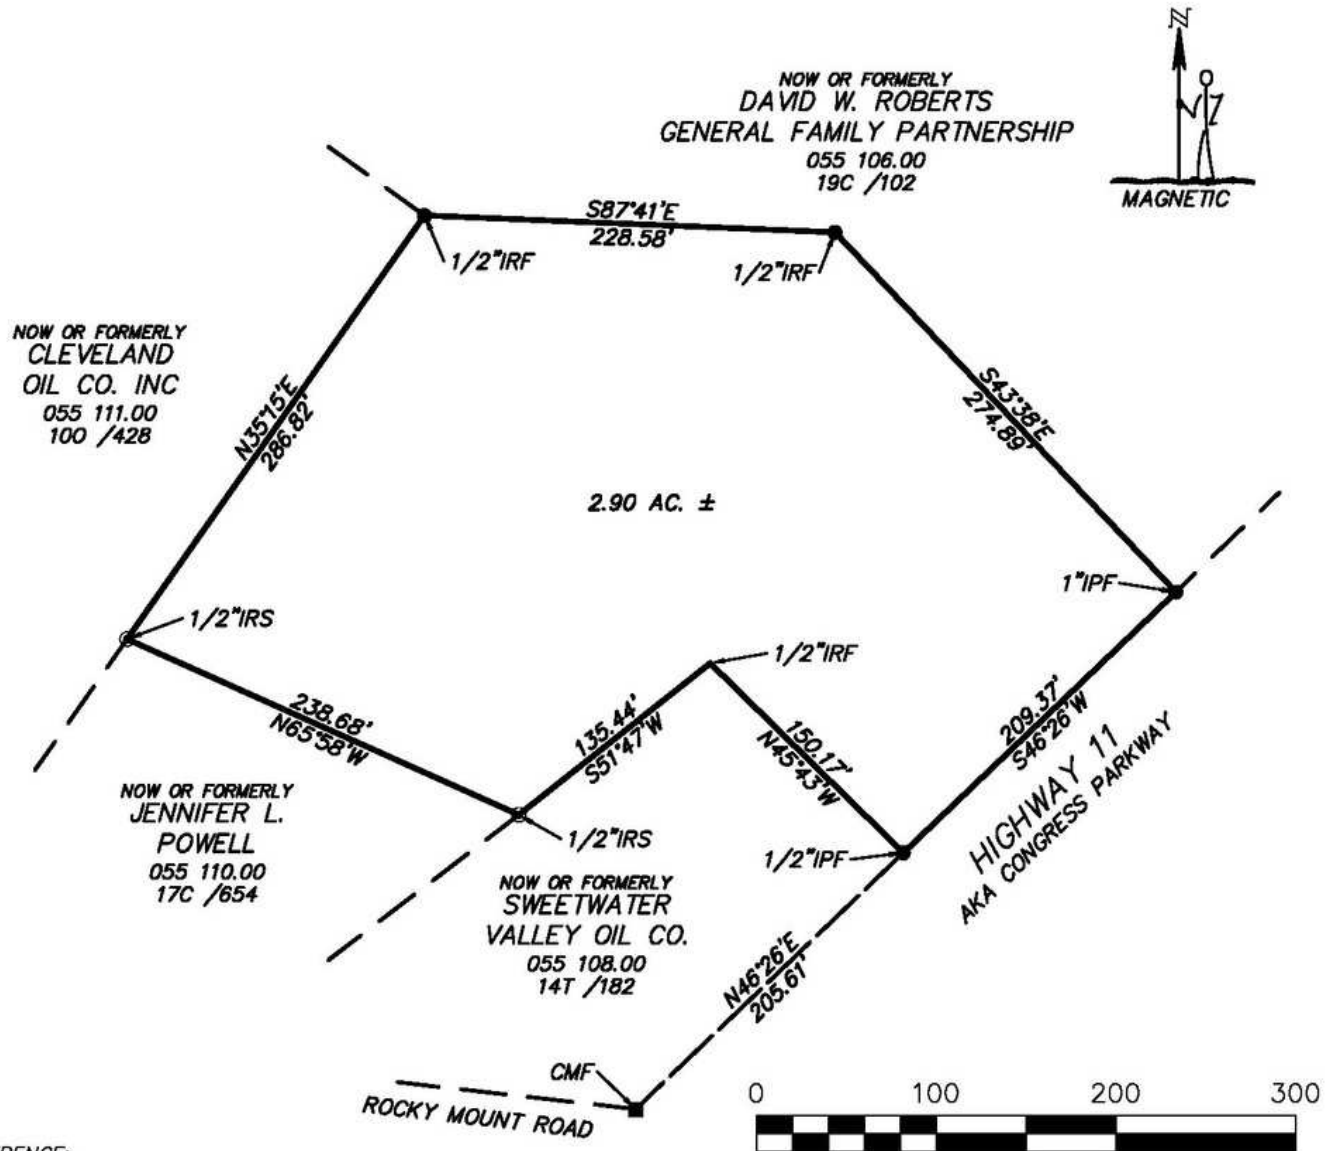 N
MAGNETIC
NOW OR FORMERLY
DAVID W. ROBERTS
GENERAL FAMILY PARTNERSHIP
055 106.00
19C /102
S87°41'E
228.58'
1/2"IRF
1/2"IRF
NOW OR FORMERLY
CLEVELAND
OIL CO. INC
055 111.00
100 /428
N35°15'E
286.82'
S43°38'E
274.89'
2.90 AC. ±
1"IPF
1/2"IRS
1/2"IRF
238.68'
N65°58'W
135.44'
S51°47'W
150.17'
N45°43'W
209.37'
S46°26'W
HIGHWAY 11
AKA CONGRESS PARKWAY
NOW OR FORMERLY
JENNIFER L.
POWELL
055 110.00
17C /654
1/2"IRS
1/2"IPF
NOW OR FORMERLY
SWEETWATER
VALLEY OIL CO.
055 108.00
14T /182
N46°26'E
205.61'
CMF
ROCKY MOUNT ROAD
0 100 200 300